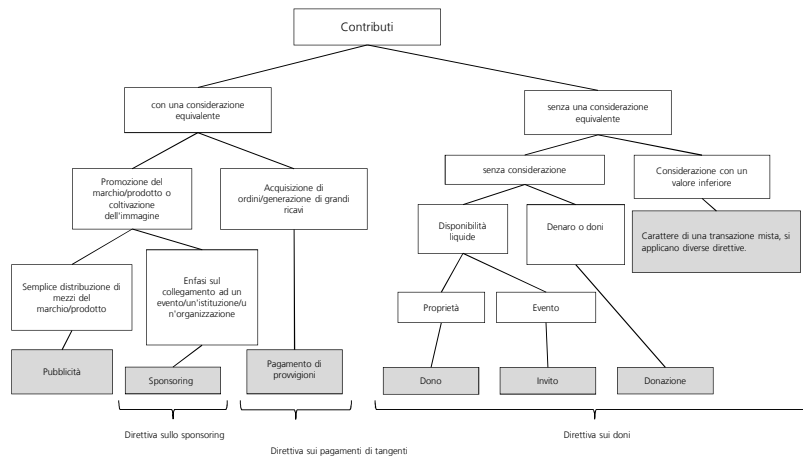 Contributi
con una considerazione
equivalente
senza una considerazione
equivalente
Promozione del
marchio/prodotto o
coltivazione
dell'immagine
Acquisizione di
ordini/generazione di grandi
ricavi
senza considerazione
Considerazione con un
valore inferiore
Disponibilità
liquide
Denaro o doni
Carattere di una transazione mista, si
applicano diverse direttive.
Semplice distribuzione di
mezzi del
marchio/prodotto
Enfasi sul
collegamento ad un
evento/un'istituzione/u
n'organizzazione
Proprietà
Evento
Pubblicità
Sponsoring
Pagamento di
provvigioni
Dono
Invito
Donazione
Direttiva sullo sponsoring
Direttiva sui pagamenti di tangenti
Direttiva sui doni